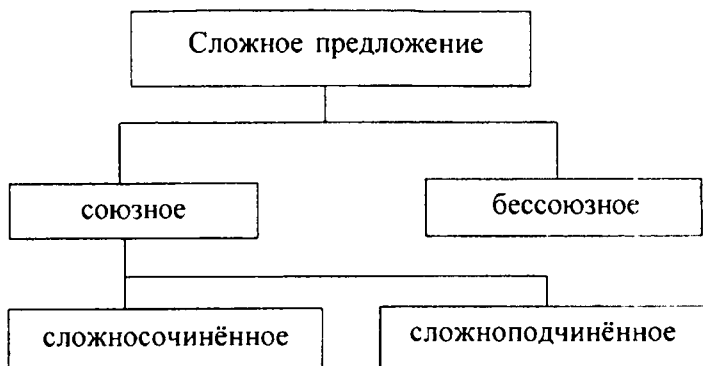 Сложное предложение
союзное
бессоюзное
сложносочинённое
сложноподчинённое